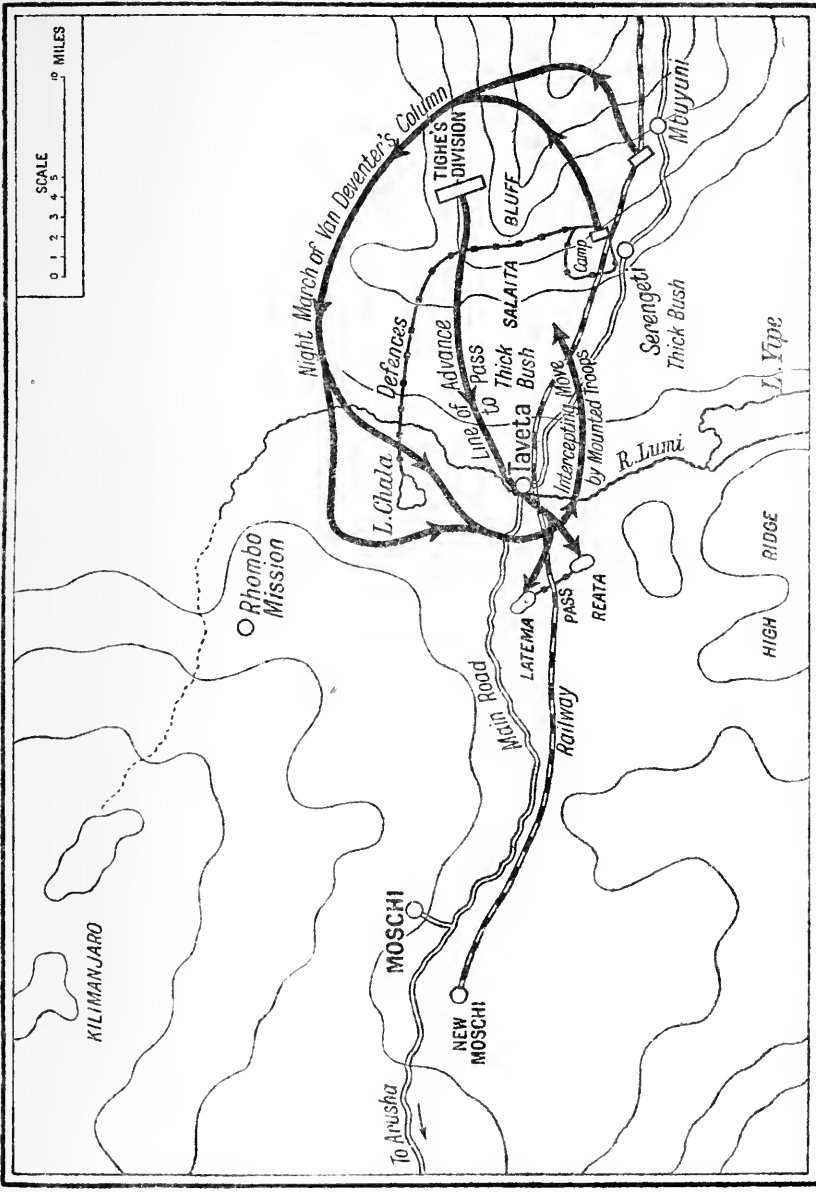 SCALE
0 1 2 3 4 5 10 MILES
KILIMANJARO
Rhombo
Mission
Night March of Van Deventer's Column
TIGHE'S
DIVISION
Defences
L. Chala
Line of Advance
to Pass
Thick
Bush
SALAITA BLUFF
Camp
Taveta
Intercepting Move
by Mounted Troops
Serengeti
Thick Bush
Mbuyuni
R. Lumi
L. Yipe
LATEMA
PASS
REATA
HIGH RIDGE
Main Road
Railway
MOSCHI
NEW
MOSCHI
To Arusha